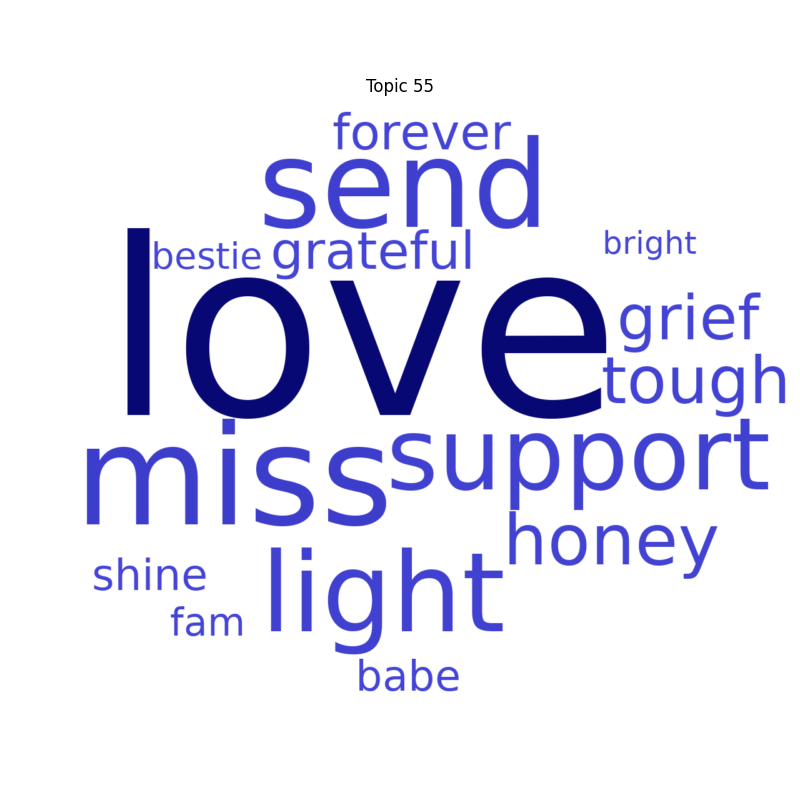 Topic 55
forever
send
bestie grateful bright
love
grief
tough
miss support
honey
shine light
fam
babe